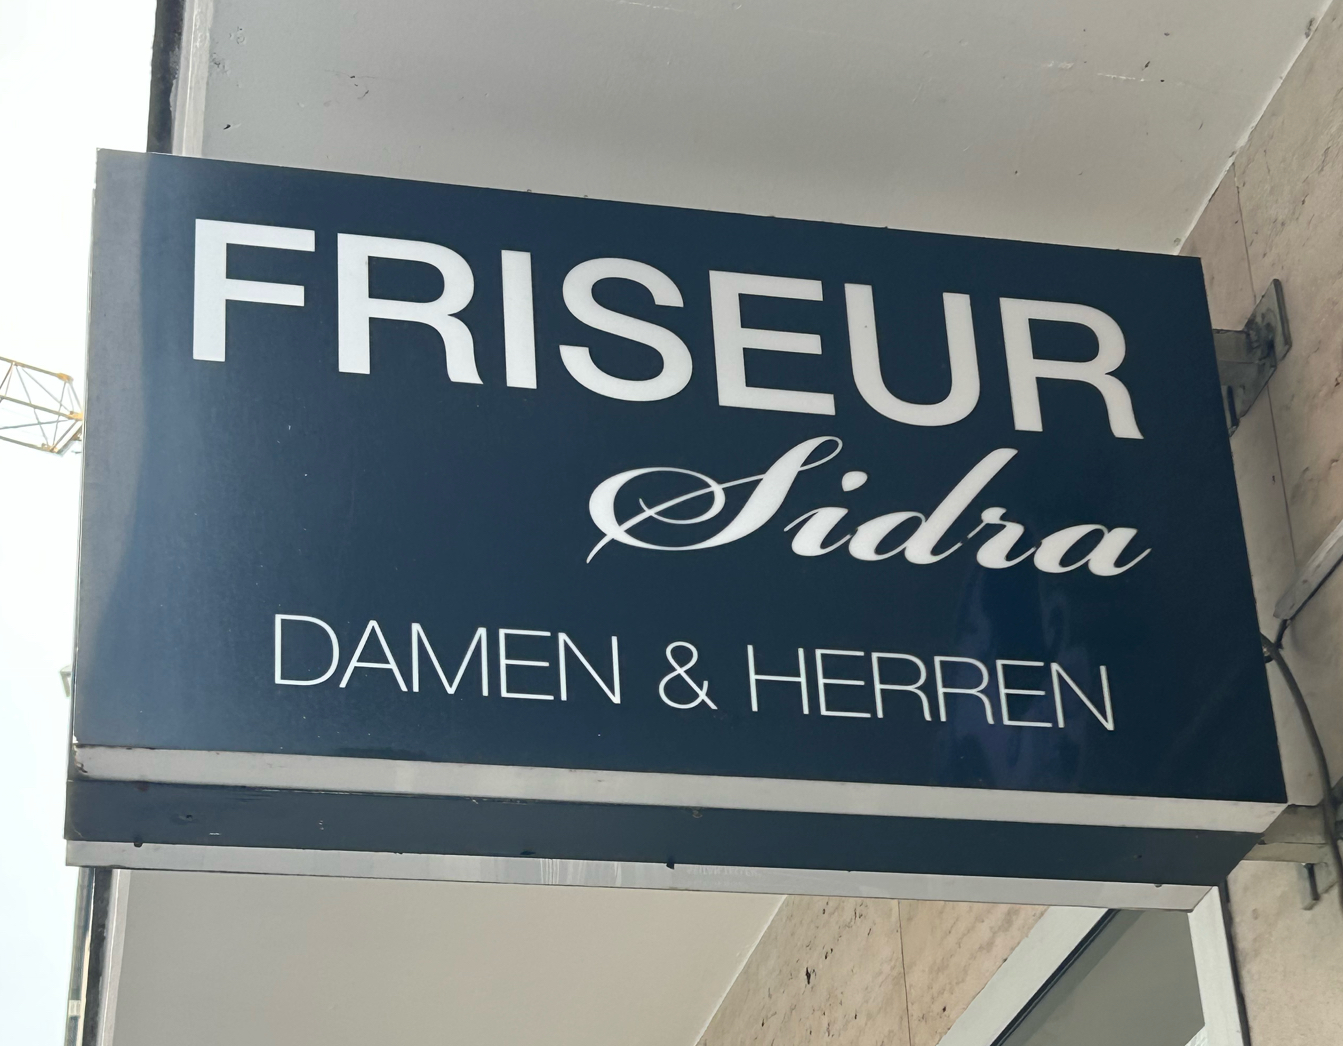 FRISEUR
Sidra
DAMEN & HERREN